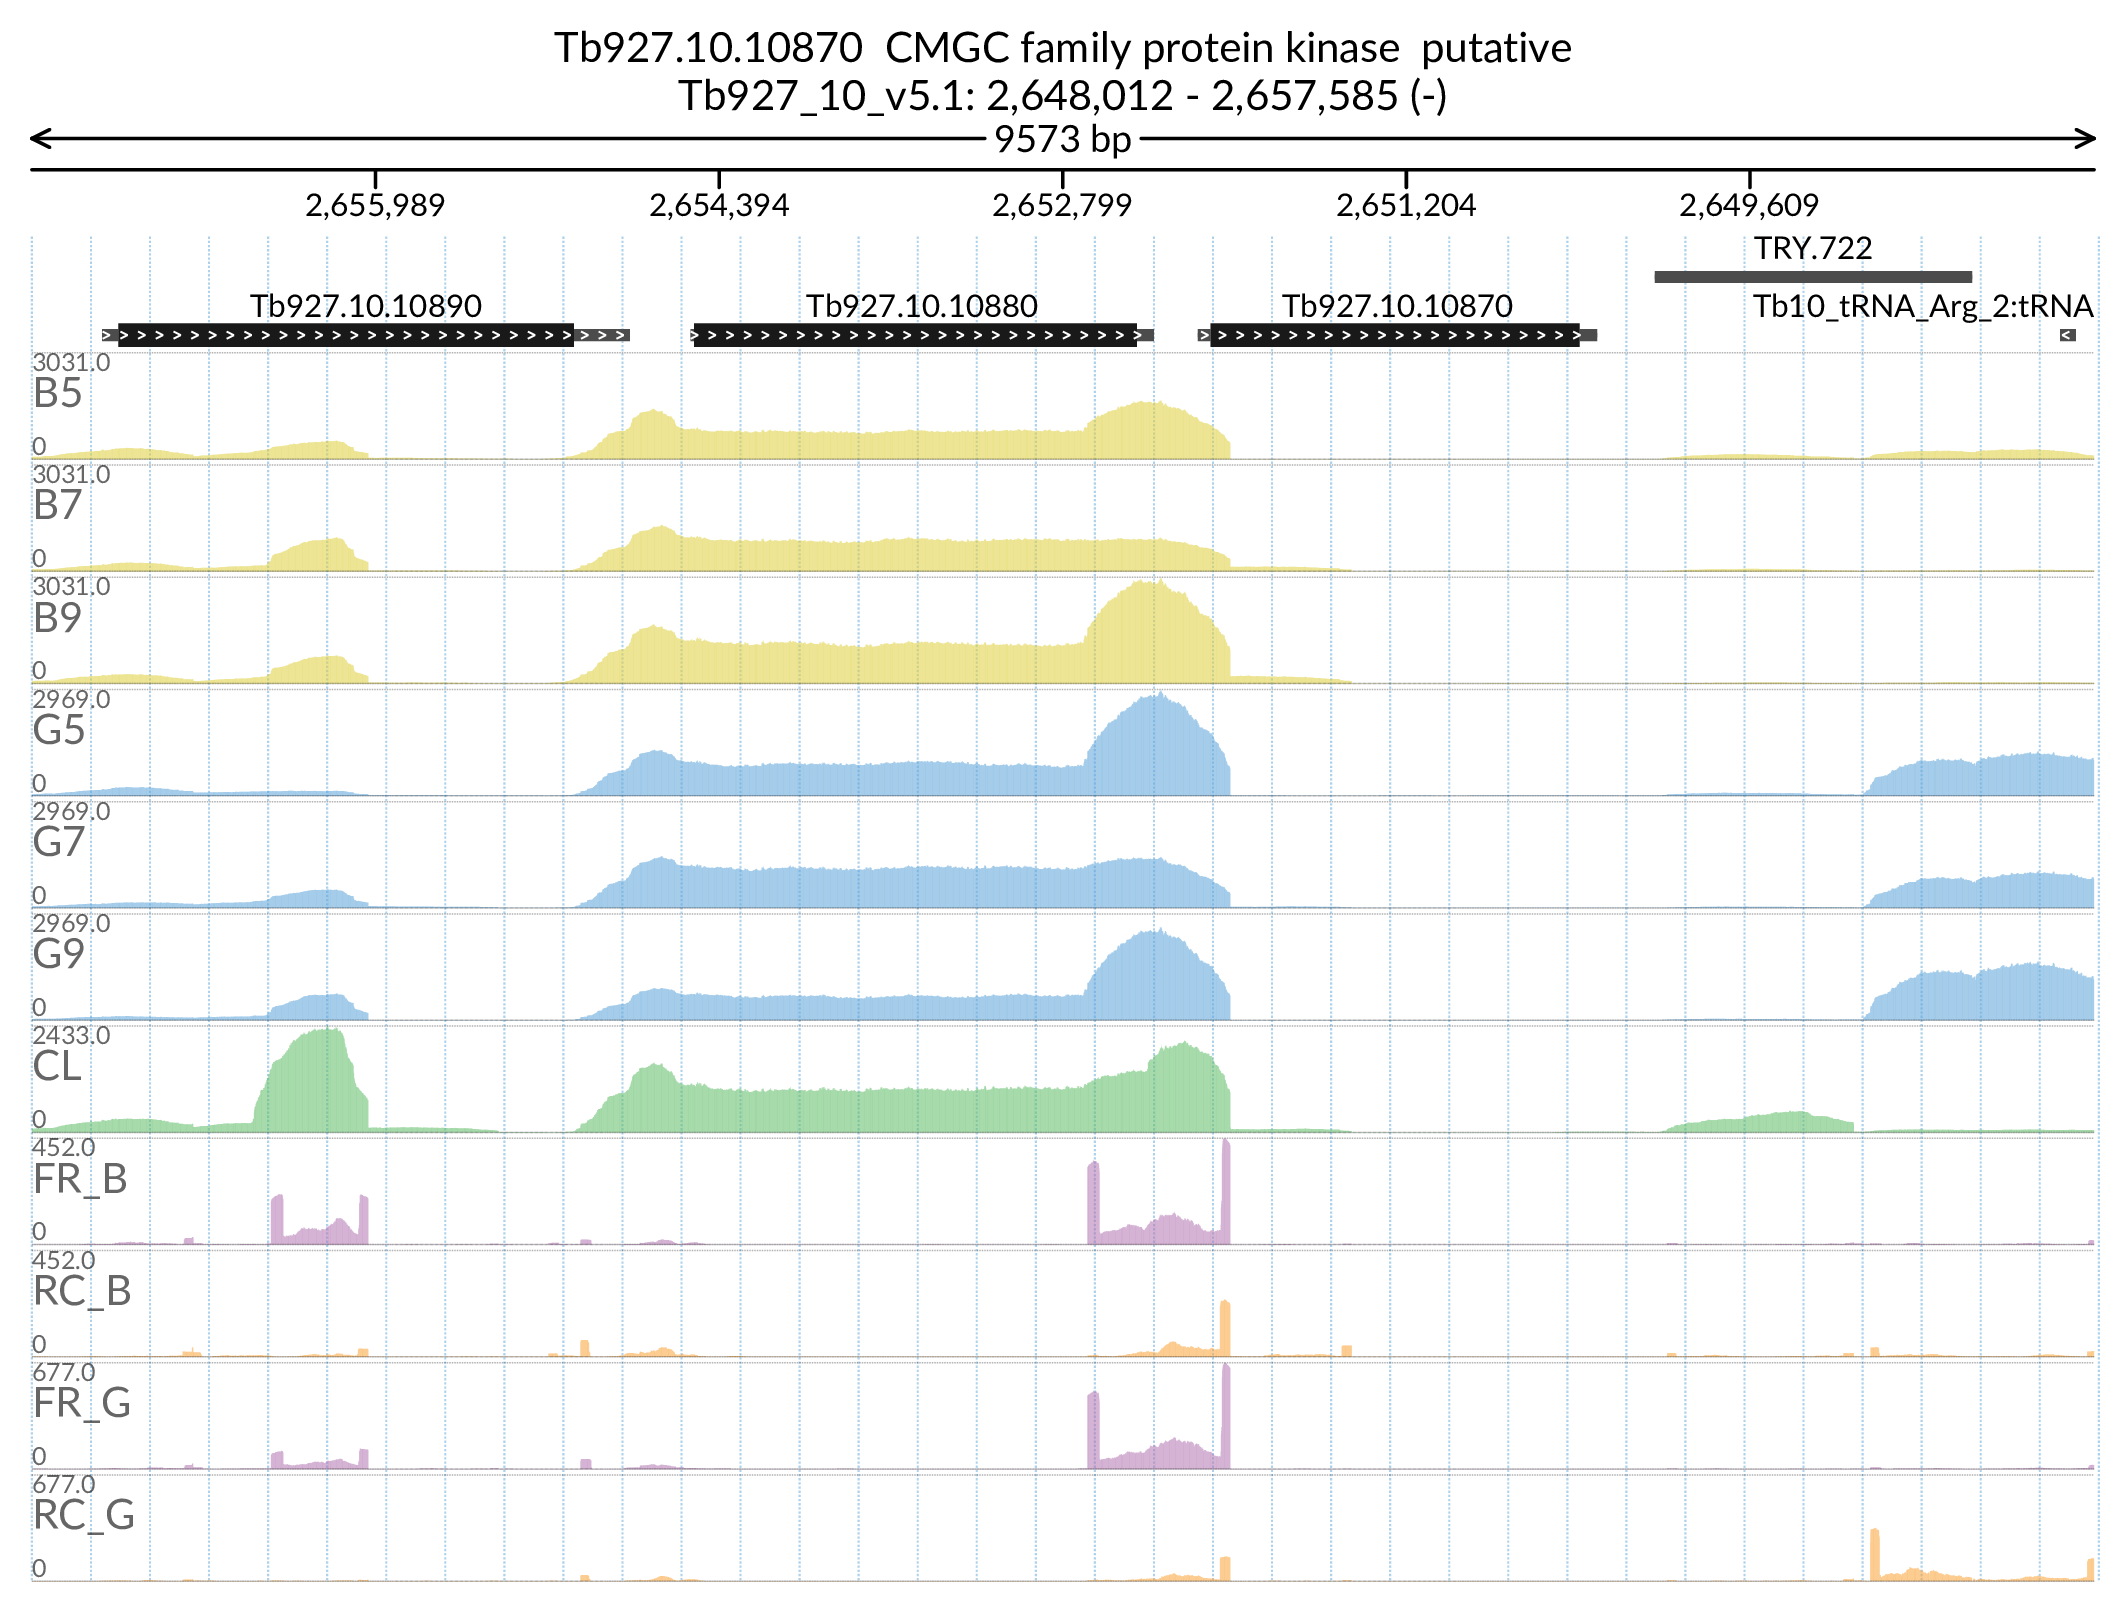 Tb927.10.10870  CMGC family protein kinase  putative
Tb927_10_v5.1: 2,648,012 - 2,657,585 (-)
9573 bp
2,655,989 2,654,394 2,652,799 2,651,204 2,649,609
TRY.722
Tb927.10.10890 Tb927.10.10880 Tb927.10.10870 Tb10_tRNA_Arg_2:tRNA
3031.0
B5
0
3031.0
B7
0
3031.0
B9
0
2969.0
G5
0
2969.0
G7
0
2969.0
G9
0
2433.0
CL
0
452.0
FR_B
0
452.0
RC_B
0
677.0
FR_G
0
677.0
RC_G
0